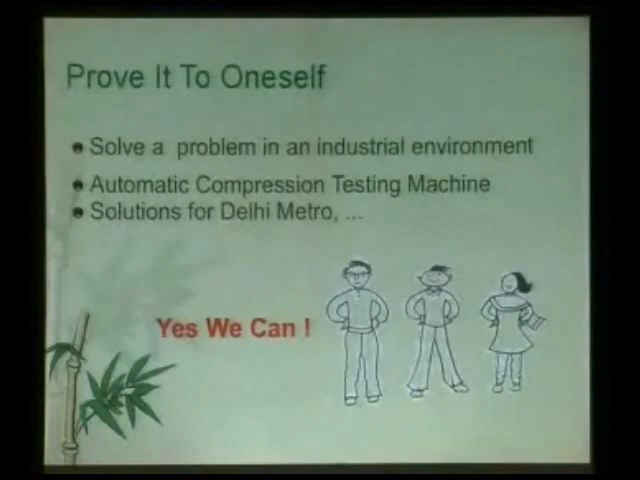 Prove It To Oneself
• Solve a problem in an industrial environment
• Automatic Compression Testing Machine
• Solutions for Delhi Metro, ...
Yes We Can !